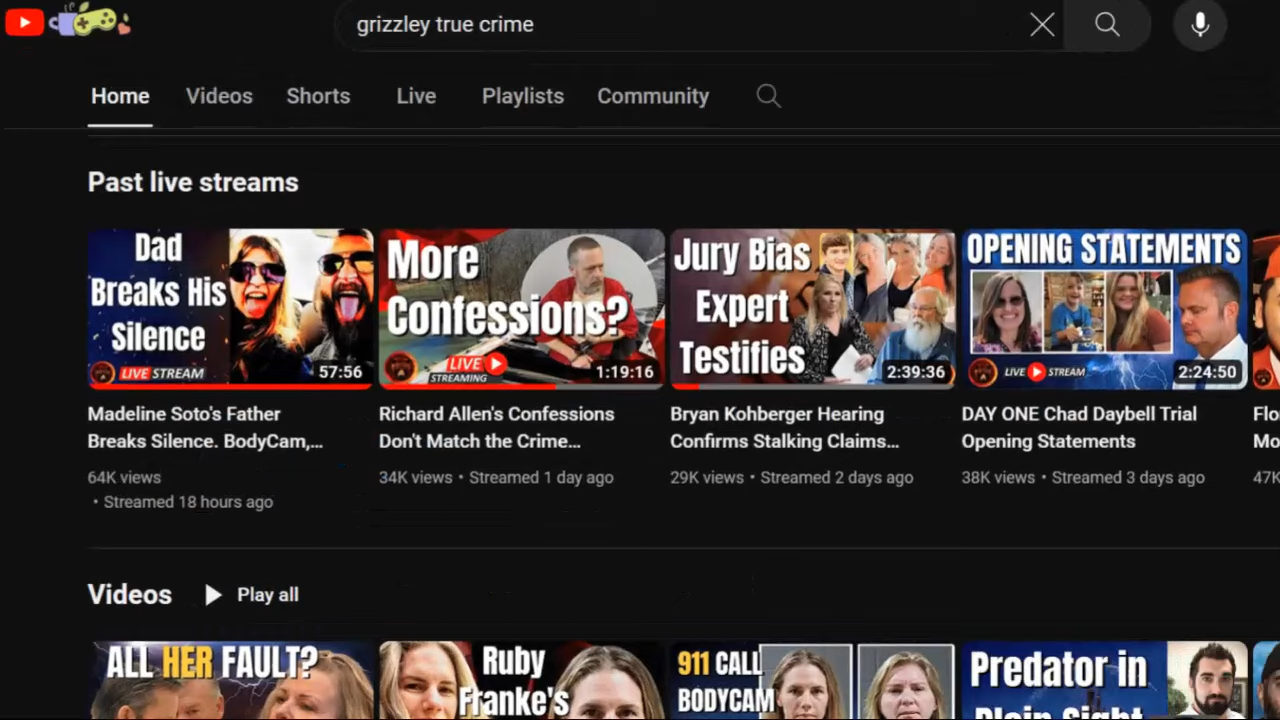 grizzley true crime
Home Videos Shorts Live Playlists Community
Past live streams
Dad
Breaks His
Silence
LIVE STREAM
57:56
More
Confessions?
LIVE
STREAMING
1:19:16
Jury Bias
Expert
Testifies
2:39:36
OPENING STATEMENTS
LIVE STREAM
2:24:50
Madeline Soto's Father
Breaks Silence. BodyCam,...
64K views
• Streamed 18 hours ago
Richard Allen's Confessions
Don't Match the Crime...
34K views • Streamed 1 day ago
Bryan Kohberger Hearing
Confirms Stalking Claims...
29K views • Streamed 2 days ago
DAY ONE Chad Daybell Trial
Opening Statements
38K views • Streamed 3 days ago
Flo
Mo
47K
Videos Play all
ALL HER FAULT?
Ruby
Franke's
911 CALL
BODYCAM
Predator in
Plain Sight